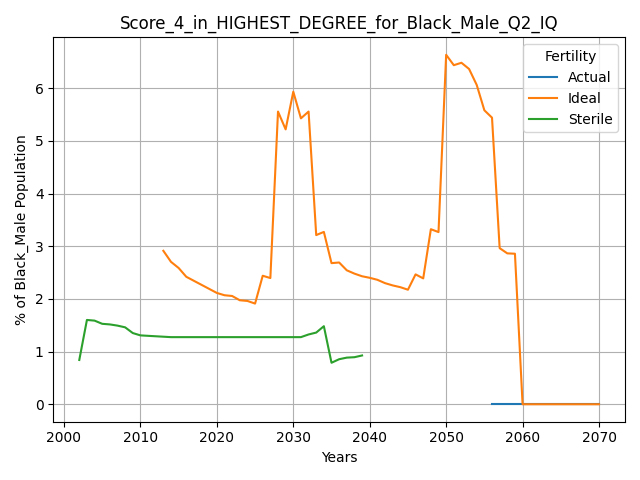 Score_4_in_HIGHEST_DEGREE_for_Black_Male_Q2_IQ
% of Black_Male Population
6
5
4
3
2
1
0
Fertility
Actual
Ideal
Sterile
2000 2010 2020 2030 2040 2050 2060 2070
Years